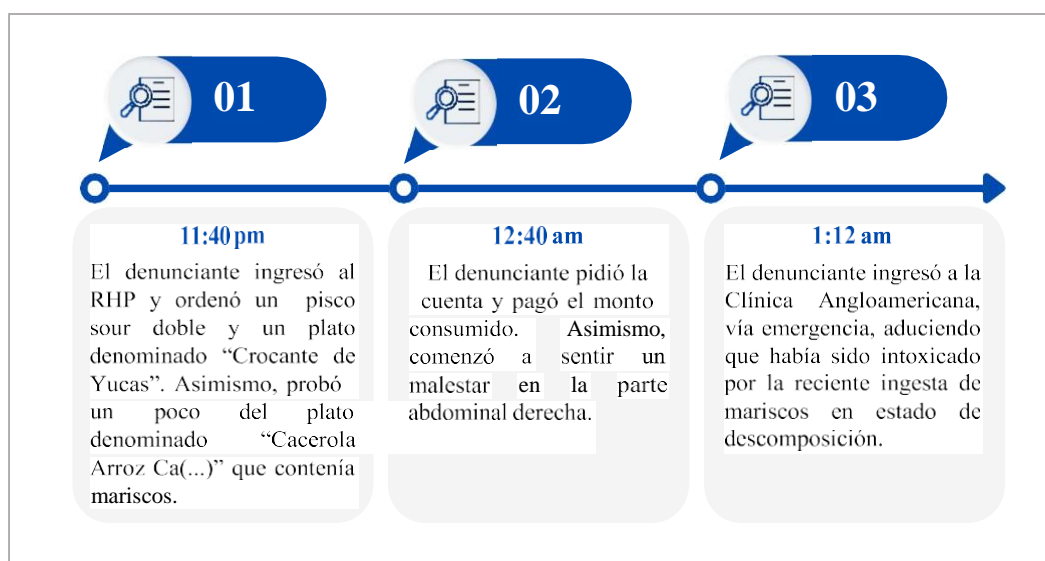 01
02
03
11:40 pm
El denunciante ingresó al
RHP y ordenó un pisco
sour doble y un plato
denominado “Crocante de
Yucas”. Asimismo, probó
un poco del plato
denominado “Cacerola
Arroz Ca(...)” que contenía
mariscos.
12:40 am
El denunciante pidió la
cuenta y pagó el monto
consumido. Asimismo,
comenzó a sentir un
malestar en la parte
abdominal derecha.
1:12 am
El denunciante ingresó a la
Clínica Angloamericana,
vía emergencia, aduciendo
que había sido intoxicado
por la reciente ingesta de
mariscos en estado de
descomposición.